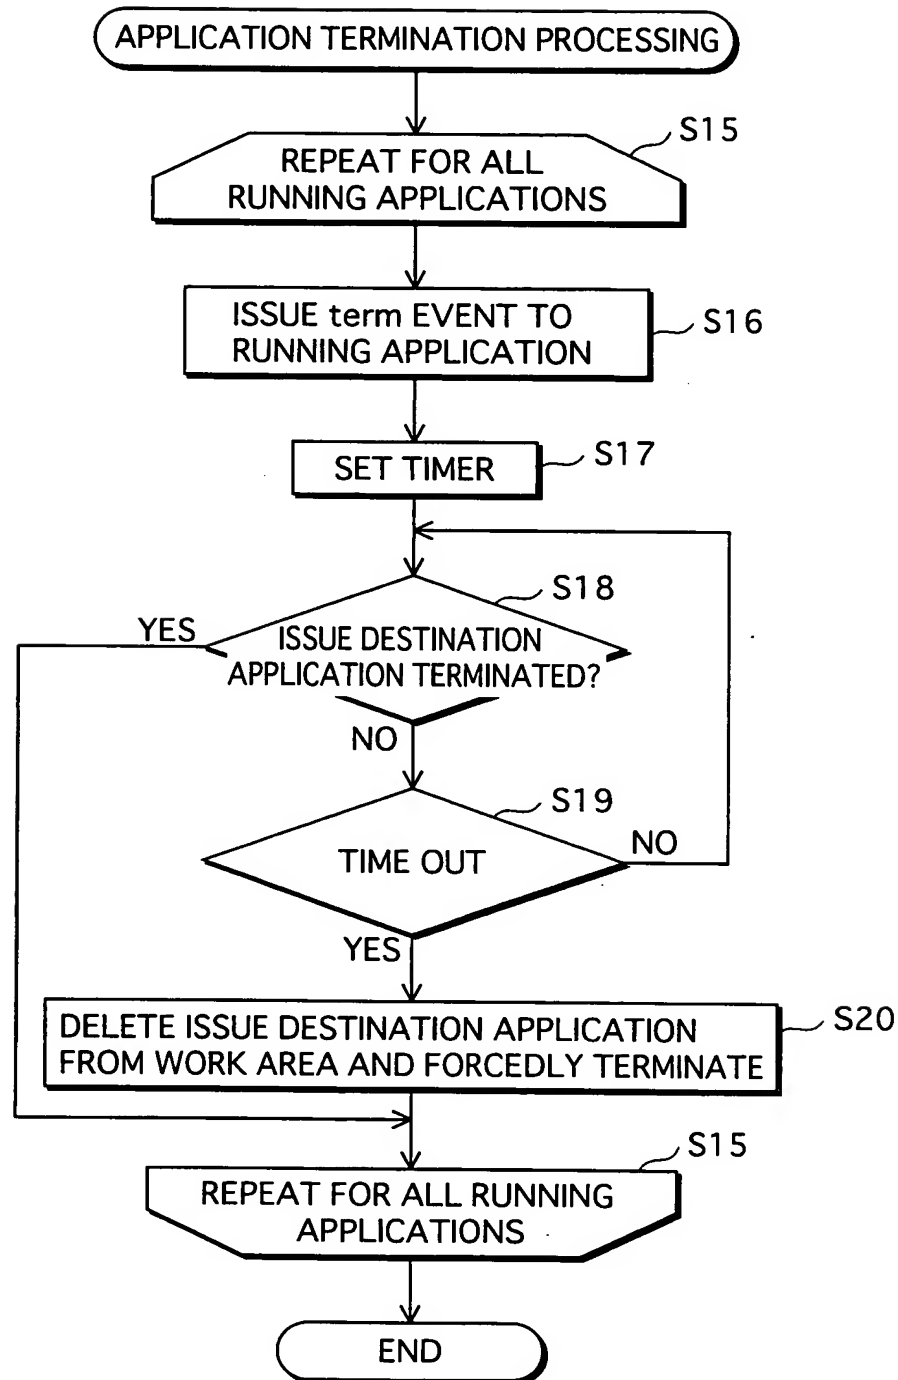 APPLICATION TERMINATION PROCESSING
S15
REPEAT FOR ALL
RUNNING APPLICATIONS
ISSUE term EVENT TO
RUNNING APPLICATION
S16
SET TIMER
S17
S18
YES
ISSUE DESTINATION
APPLICATION TERMINATED?
NO
S19
TIME OUT
NO
YES
DELETE ISSUE DESTINATION APPLICATION
FROM WORK AREA AND FORCEDLY TERMINATE
S20
S15
REPEAT FOR ALL RUNNING
APPLICATIONS
END